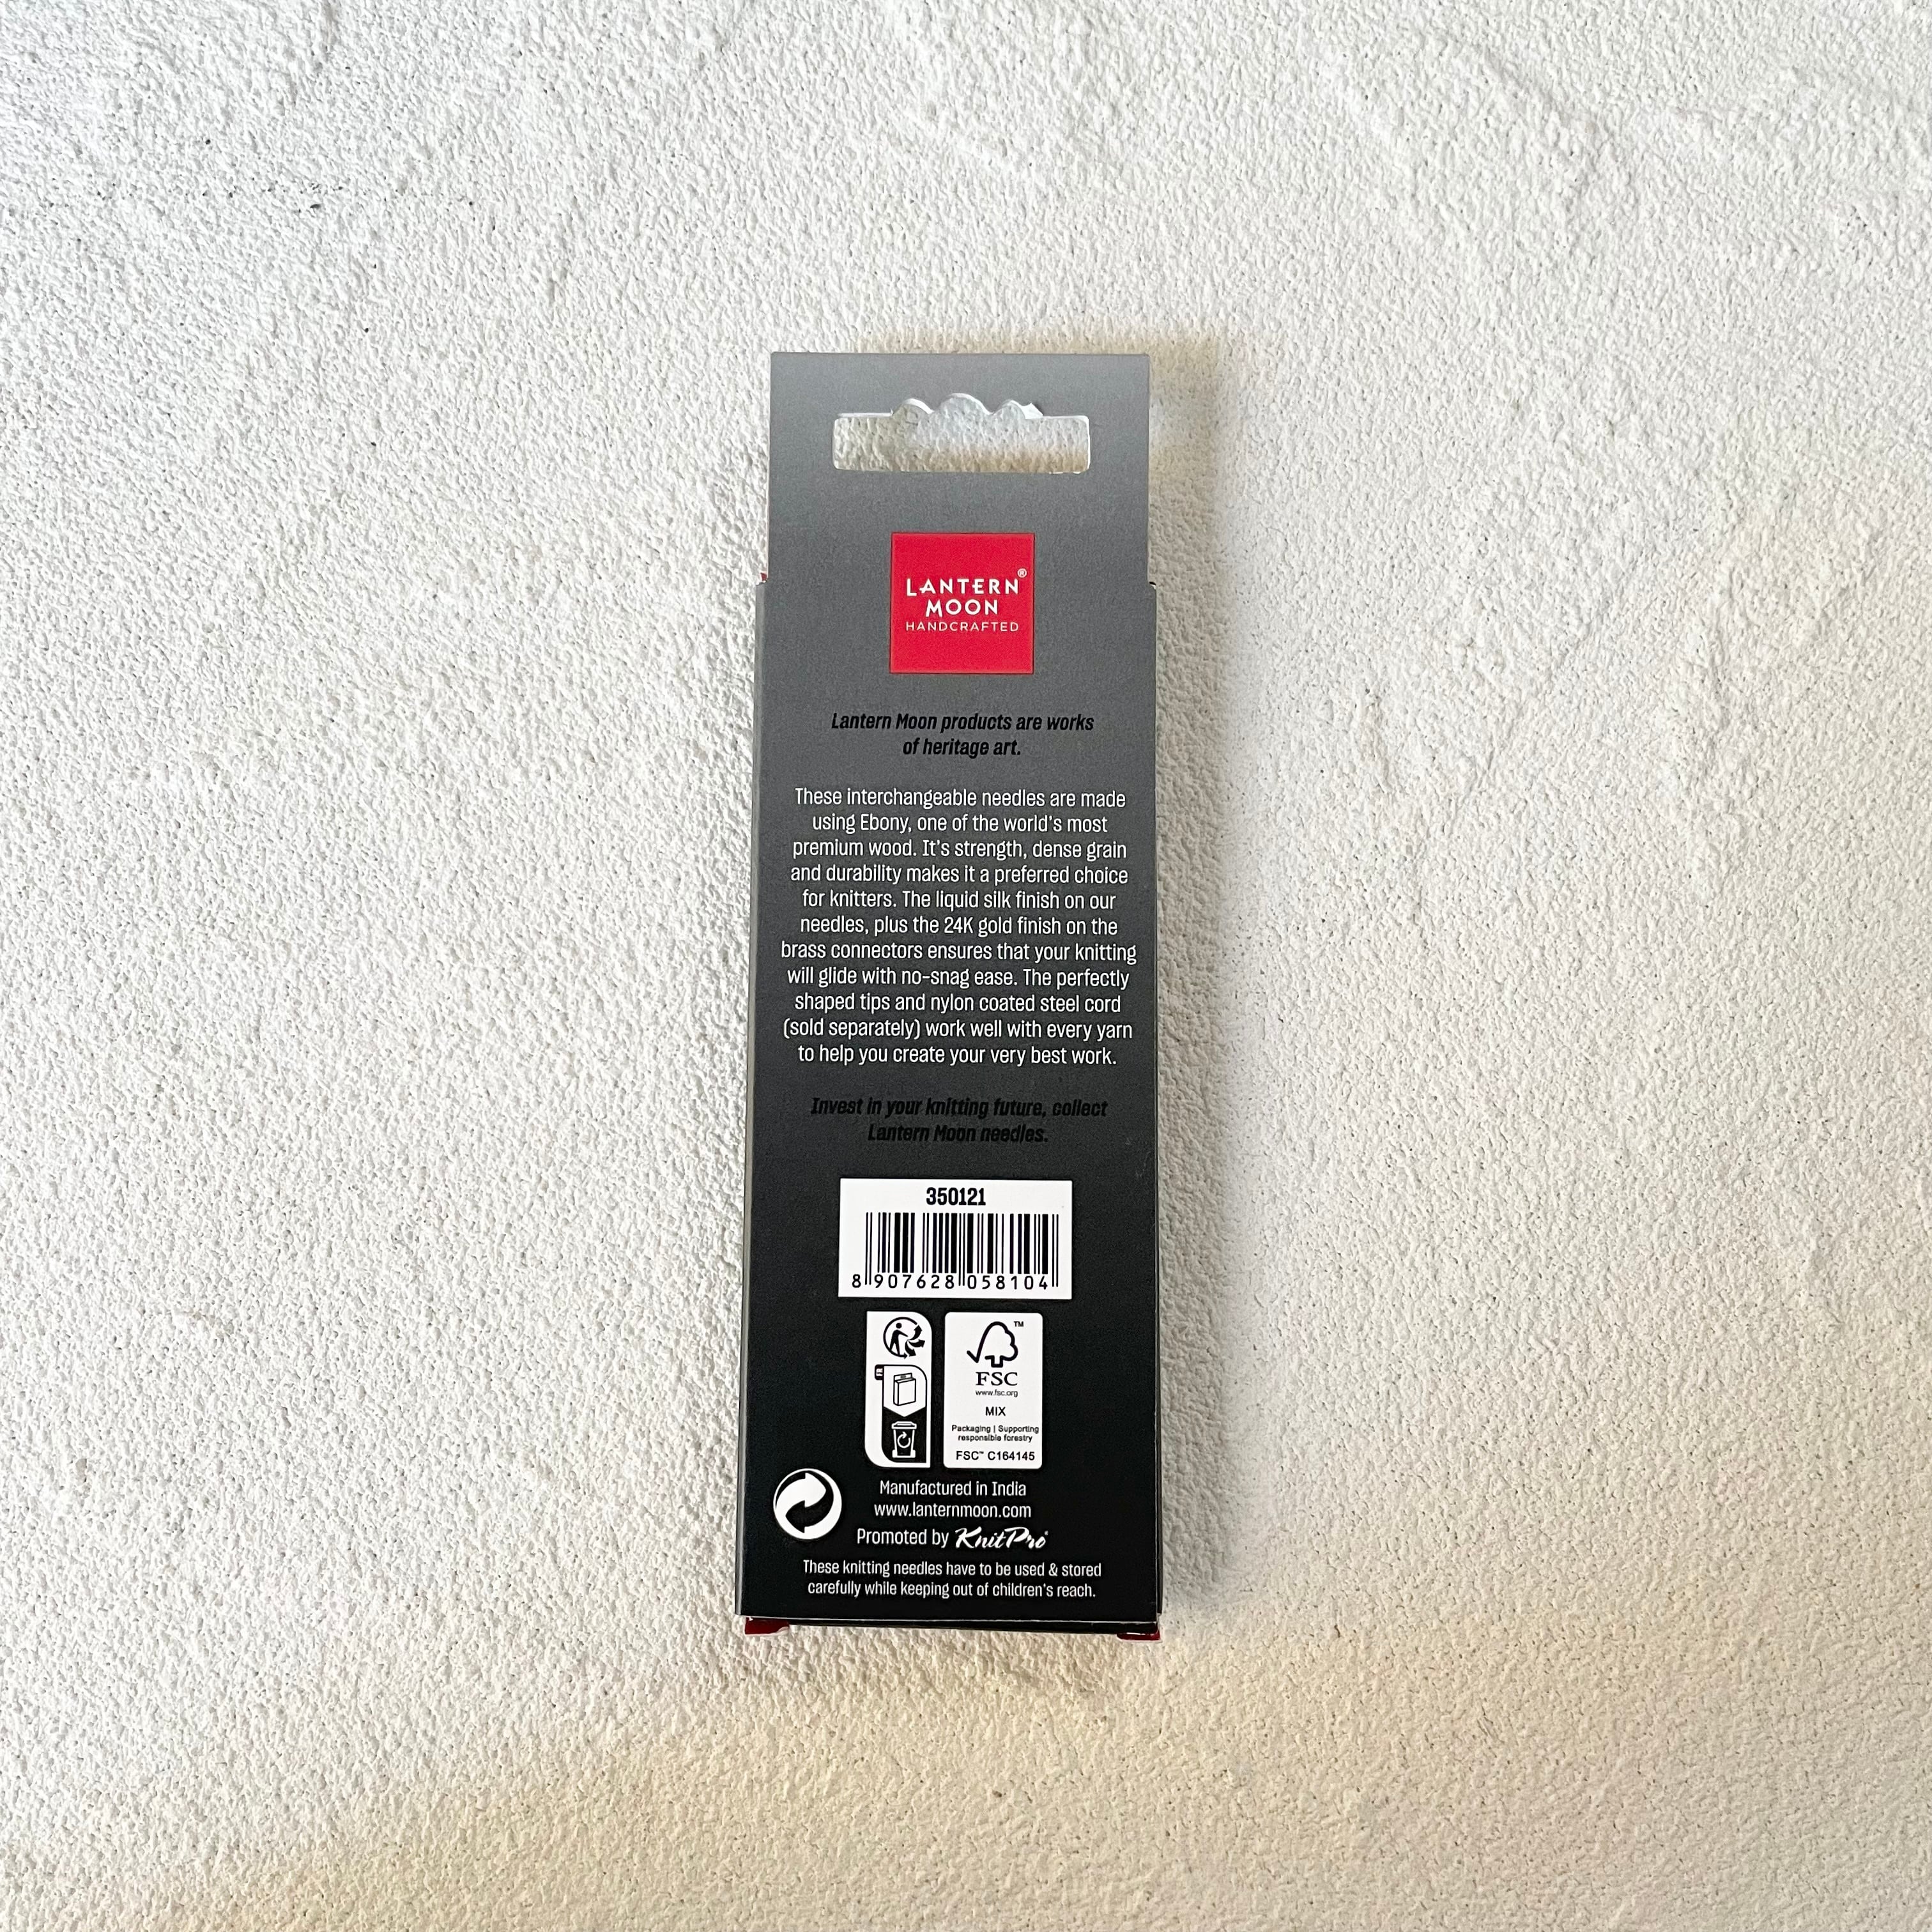 LANTERN®
MOON
HANDCRAFTED
Lantern Moon products are works
of heritage art.
These interchangeable needles are made
using Ebony, one of the world's most
premium wood. It's strength, dense grain
and durability makes it a preferred choice
for knitters. The liquid silk finish on our
needles, plus the 24K gold finish on the
brass connectors ensures that your knitting
will glide with no-snag ease. The perfectly
shaped tips and nylon coated steel cord
(sold separately) work well with every yarn
to help you create your very best work.
Invest in your knitting future, collect
Lantern Moon needles.
350121
8 907628 058104
™
FSC
www.fsc.org
MIX
Packaging | Supporting
responsible forestry
FSC™ C164145
Manufactured in India
www.lanternmoon.com
Promoted by KnitPro®
These knitting needles have to be used & stored
carefully while keeping out of children's reach.